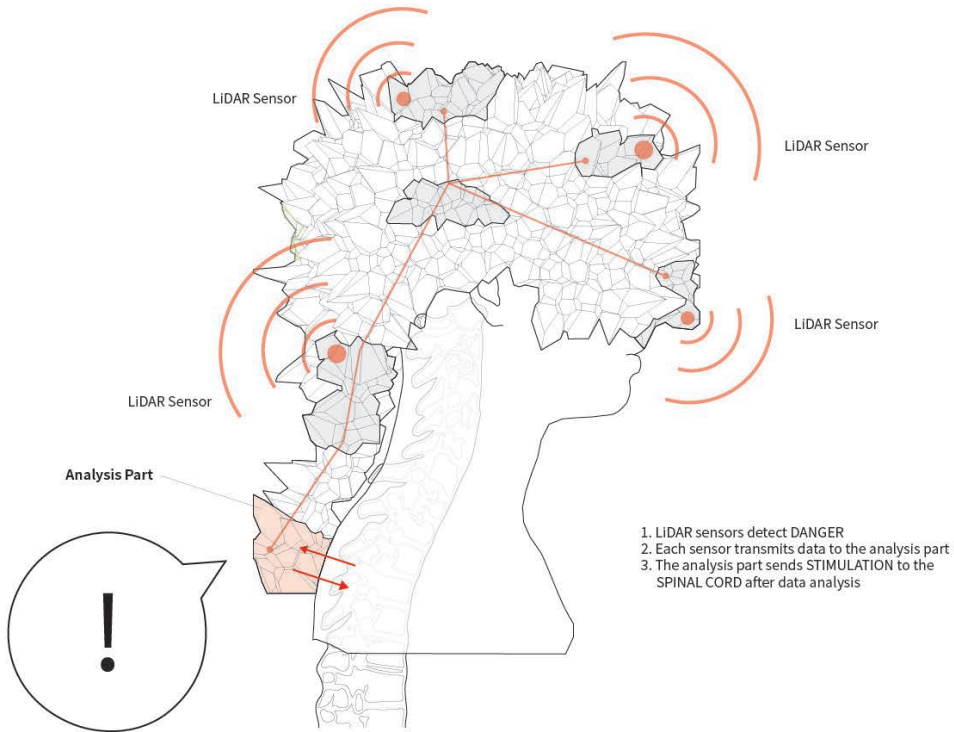 LiDAR Sensor
LiDAR Sensor
LiDAR Sensor
LiDAR Sensor
Analysis Part
!
1. LiDAR sensors detect DANGER
2. Each sensor transmits data to the analysis part
3. The analysis part sends STIMULATION to the
SPINAL CORD after data analysis